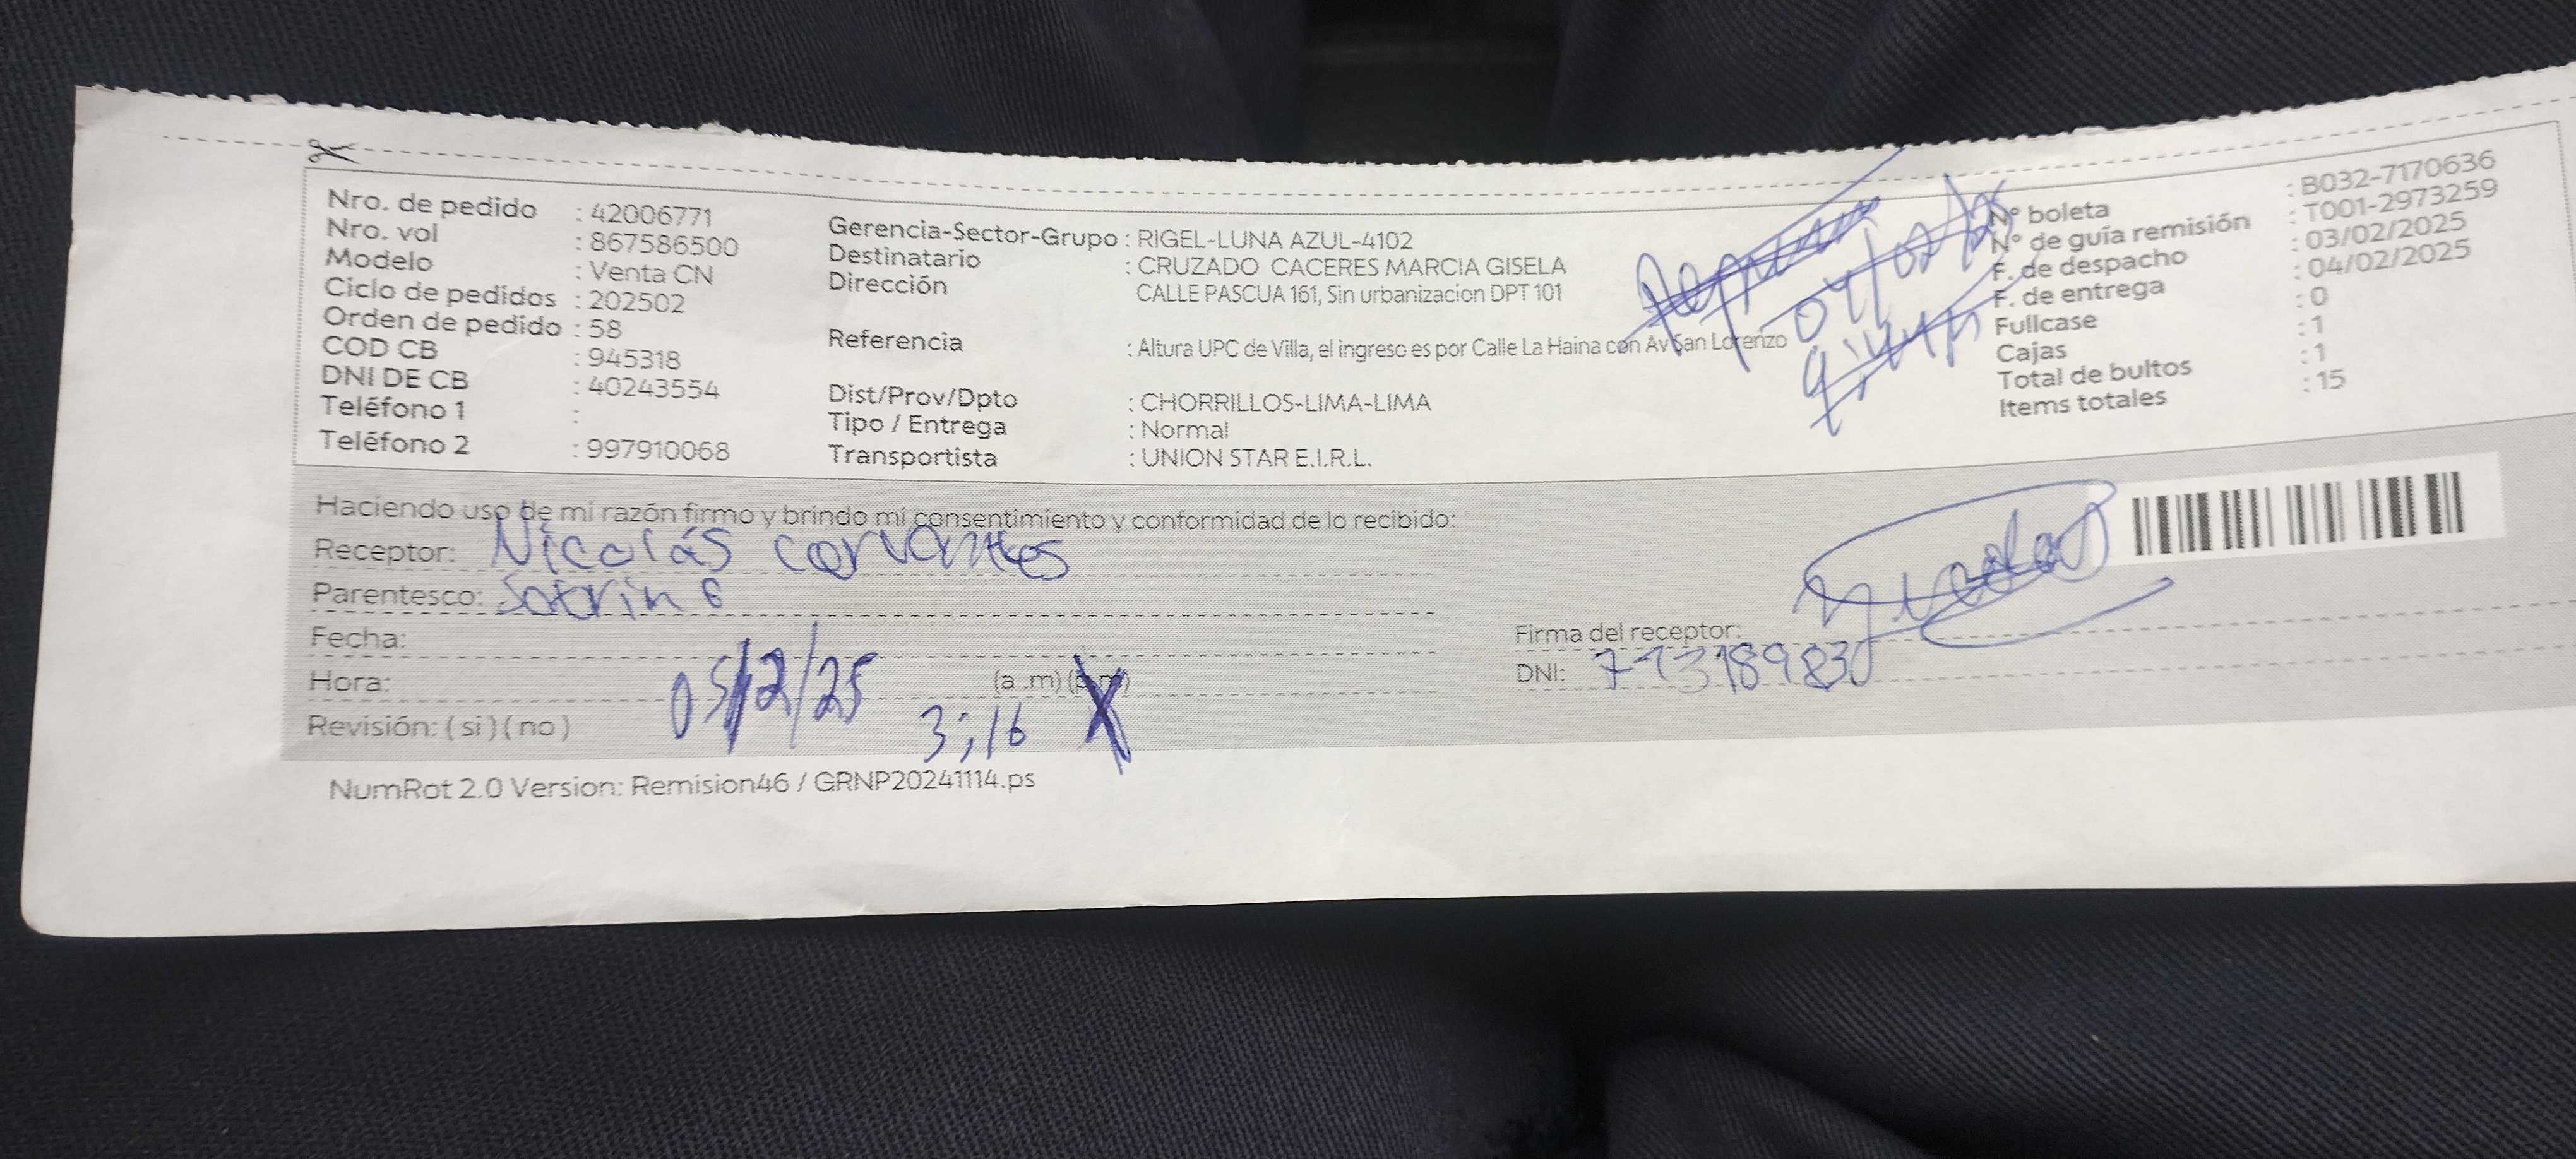 Nro. de pedido : 42006771
Nro. vol : 867586500
Modelo : Venta CN
Ciclo de pedidos : 202502
Orden de pedido : 58
COD CB : 945318
DNI DE CB : 40243554
Teléfono 1 :
Teléfono 2 : 997910068
Gerencia-Sector-Grupo : RIGEL-LUNA AZUL-4102
Destinatario : CRUZADO CACERES MARCIA GISELA
Dirección CALLE PASCUA 161, Sin urbanizacion DPT 101
Referencia : Altura UPC de Villa, el ingreso es por Calle La Haina con Av San Lorenzo
Dist/Prov/Dpto : CHORRILLOS-LIMA-LIMA
Tipo / Entrega : Normal
Transportista : UNION STAR E.I.R.L.
N° boleta : B032-7170636
N° de guía remisión : T001-2973259
F. de despacho : 03/02/2025
F. de entrega : 04/02/2025
Fullcase : 0
Cajas : 1
Total de bultos : 1
Items totales : 15
Haciendo uso de mi razón firmo y brindo mi consentimiento y conformidad de lo recibido:
Receptor: Nicolás cervantes
Parentesco: Sobrino
Fecha:
Hora: (a .m) (p.m)
05/2/25
3;16 X
Revisión: ( si ) ( no )
Firma del receptor:
DNI:
NumRot 2.0 Version: Remision46 / GRNP20241114.ps